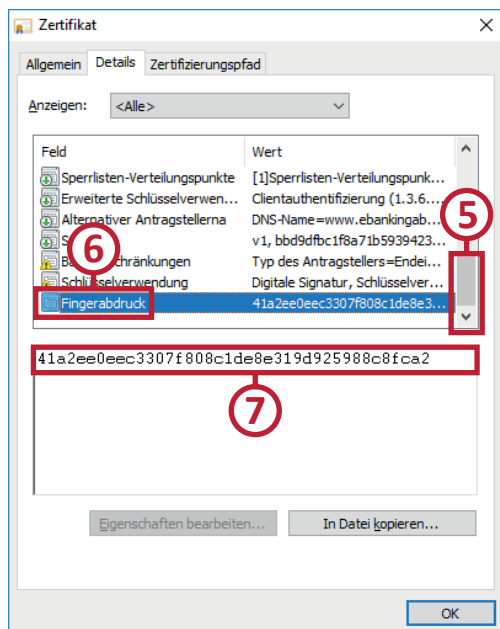 Zertifikat
Allgemein Details Zertifizierungspfad
Anzeigen: <Alle>
Feld Wert
Sperrlisten-Verteilungspunkte [1]Sperrlisten-Verteilungspunk...
Erweiterte Schlüsselverwen... Clientauthentifizierung (1.3.6....
Alternativer Antragstellerna DNS-Name=www.ebankingab...
5
6
v1, bbd9dfbc1f8a71b5939423...
Typ des Antragstellers=Endei...
Schlüsselverwendung Digitale Signatur, Schlüsselver...
Fingerabdruck 41a2ee0eec3307f808c1de8e3...
41a2ee0eec3307f808c1de8e319d925988c8fca2
7
Eigenschaften bearbeiten... In Datei kopieren...
OK